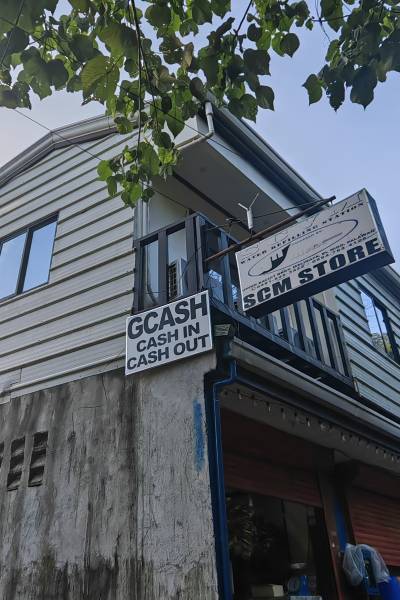 GCASH
CASH IN
CASH OUT
WATER REFILLING STATION
SCM STORE